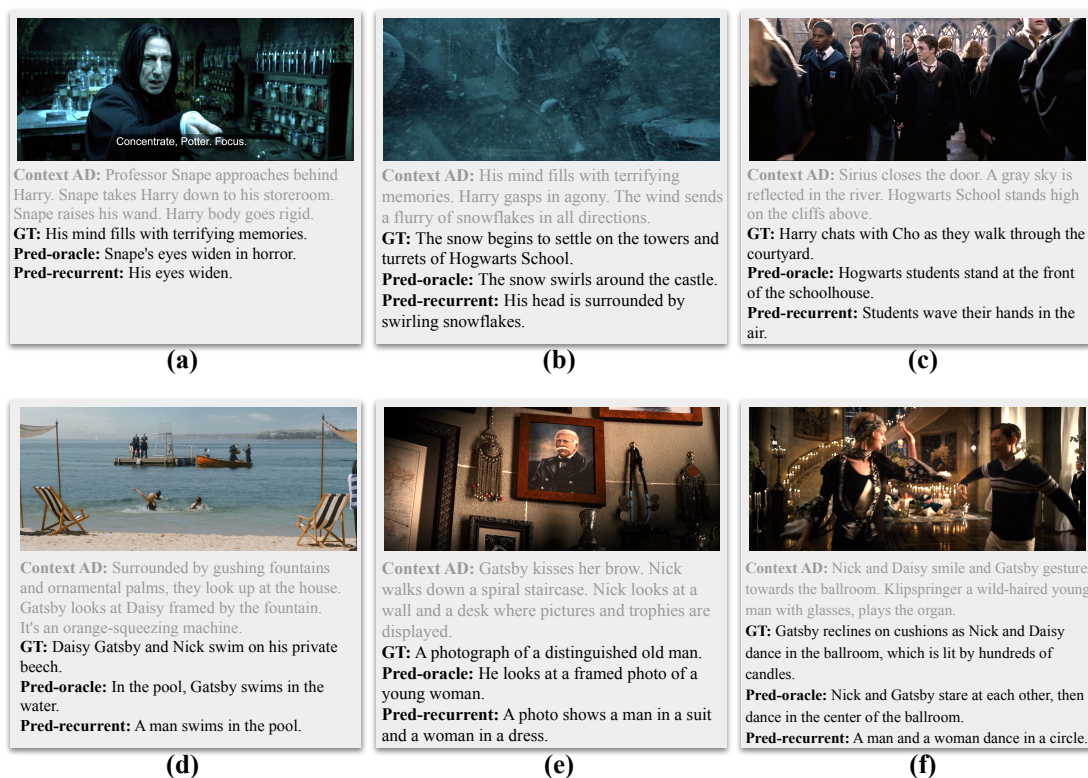 Concentrate, Potter. Focus.
Context AD: Professor Snape approaches behind
Harry. Snape takes Harry down to his storeroom.
Snape raises his wand. Harry body goes rigid.
GT: His mind fills with terrifying memories.
Pred-oracle: Snape's eyes widen in horror.
Pred-recurrent: His eyes widen.
(a)
Context AD: His mind fills with terrifying
memories. Harry gasps in agony. The wind sends
a flurry of snowflakes in all directions.
GT: The snow begins to settle on the towers and
turrets of Hogwarts School.
Pred-oracle: The snow swirls around the castle.
Pred-recurrent: His head is surrounded by
swirling snowflakes.
(b)
Context AD: Sirius closes the door. A gray sky is
reflected in the river. Hogwarts School stands high
on the cliffs above.
GT: Harry chats with Cho as they walk through the
courtyard.
Pred-oracle: Hogwarts students stand at the front
of the schoolhouse.
Pred-recurrent: Students wave their hands in the
air.
(c)
Context AD: Surrounded by gushing fountains
and ornamental palms, they look up at the house.
Gatsby looks at Daisy framed by the fountain.
It's an orange-squeezing machine.
GT: Daisy Gatsby and Nick swim on his private
beech.
Pred-oracle: In the pool, Gatsby swims in the
water.
Pred-recurrent: A man swims in the pool.
(d)
Context AD: Gatsby kisses her brow. Nick
walks down a spiral staircase. Nick looks at a
wall and a desk where pictures and trophies are
displayed.
GT: A photograph of a distinguished old man.
Pred-oracle: He looks at a framed photo of a
young woman.
Pred-recurrent: A photo shows a man in a suit
and a woman in a dress.
(e)
Context AD: Nick and Daisy smile and Gatsby gestures
towards the ballroom. Klipspringer a wild-haired young
man with glasses, plays the organ.
GT: Gatsby reclines on cushions as Nick and Daisy
dance in the ballroom, which is lit by hundreds of
candles.
Pred-oracle: Nick and Gatsby stare at each other, then
dance in the center of the ballroom.
Pred-recurrent: A man and a woman dance in a circle.
(f)